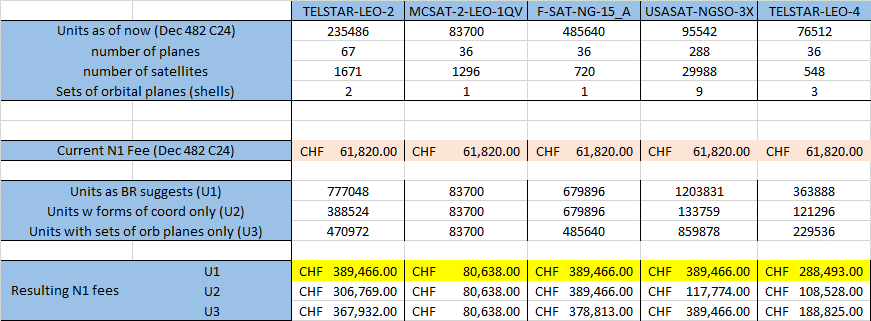 TELSTAR-LEO-2 MCSAT-2-LEO-1QV F-SAT-NG-15_A USASAT-NGSO-3X TELSTAR-LEO-4
Units as of now (Dec 482 C24) 235486 83700 485640 95542 76512
number of planes 67 36 36 288 36
number of satellites 1671 1296 720 29988 548
Sets of orbital planes (shells) 2 1 1 9 3
Current N1 Fee (Dec 482 C24) CHF 61,820.00 CHF 61,820.00 CHF 61,820.00 CHF 61,820.00 CHF 61,820.00
Units as BR suggests (U1) 777048 83700 679896 1203831 363888
Units w forms of coord only (U2) 388524 83700 679896 133759 121296
Units with sets of orb planes only (U3) 470972 83700 485640 859878 229536
U1 CHF 389,466.00 CHF 80,638.00 CHF 389,466.00 CHF 389,466.00 CHF 288,493.00
Resulting N1 fees U2 CHF 306,769.00 CHF 80,638.00 CHF 389,466.00 CHF 117,774.00 CHF 108,528.00
U3 CHF 367,932.00 CHF 80,638.00 CHF 378,813.00 CHF 389,466.00 CHF 188,825.00